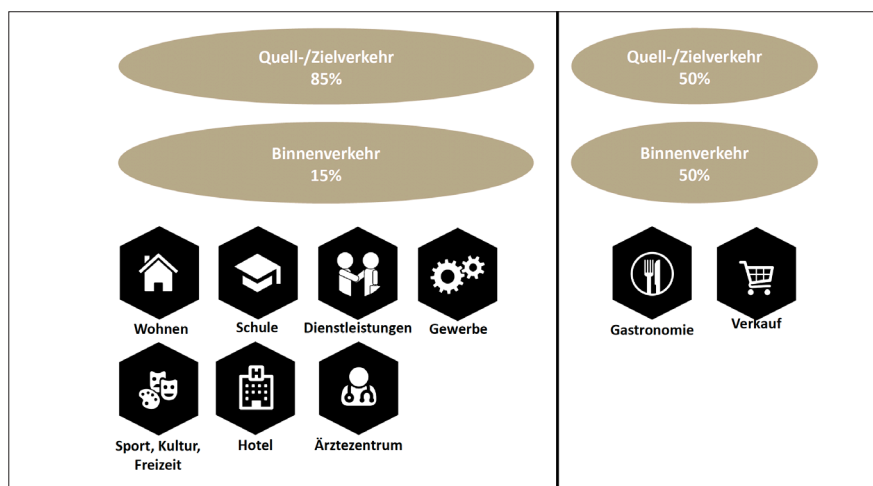 Quell-/Zielverkehr
85%
Binnenverkehr
15%
Wohnen
Schule
Dienstleistungen
Gewerbe
Sport, Kultur,
Freizeit
H
Hotel
Ärztezentrum
Quell-/Zielverkehr
50%
Binnenverkehr
50%
Gastronomie
Verkauf